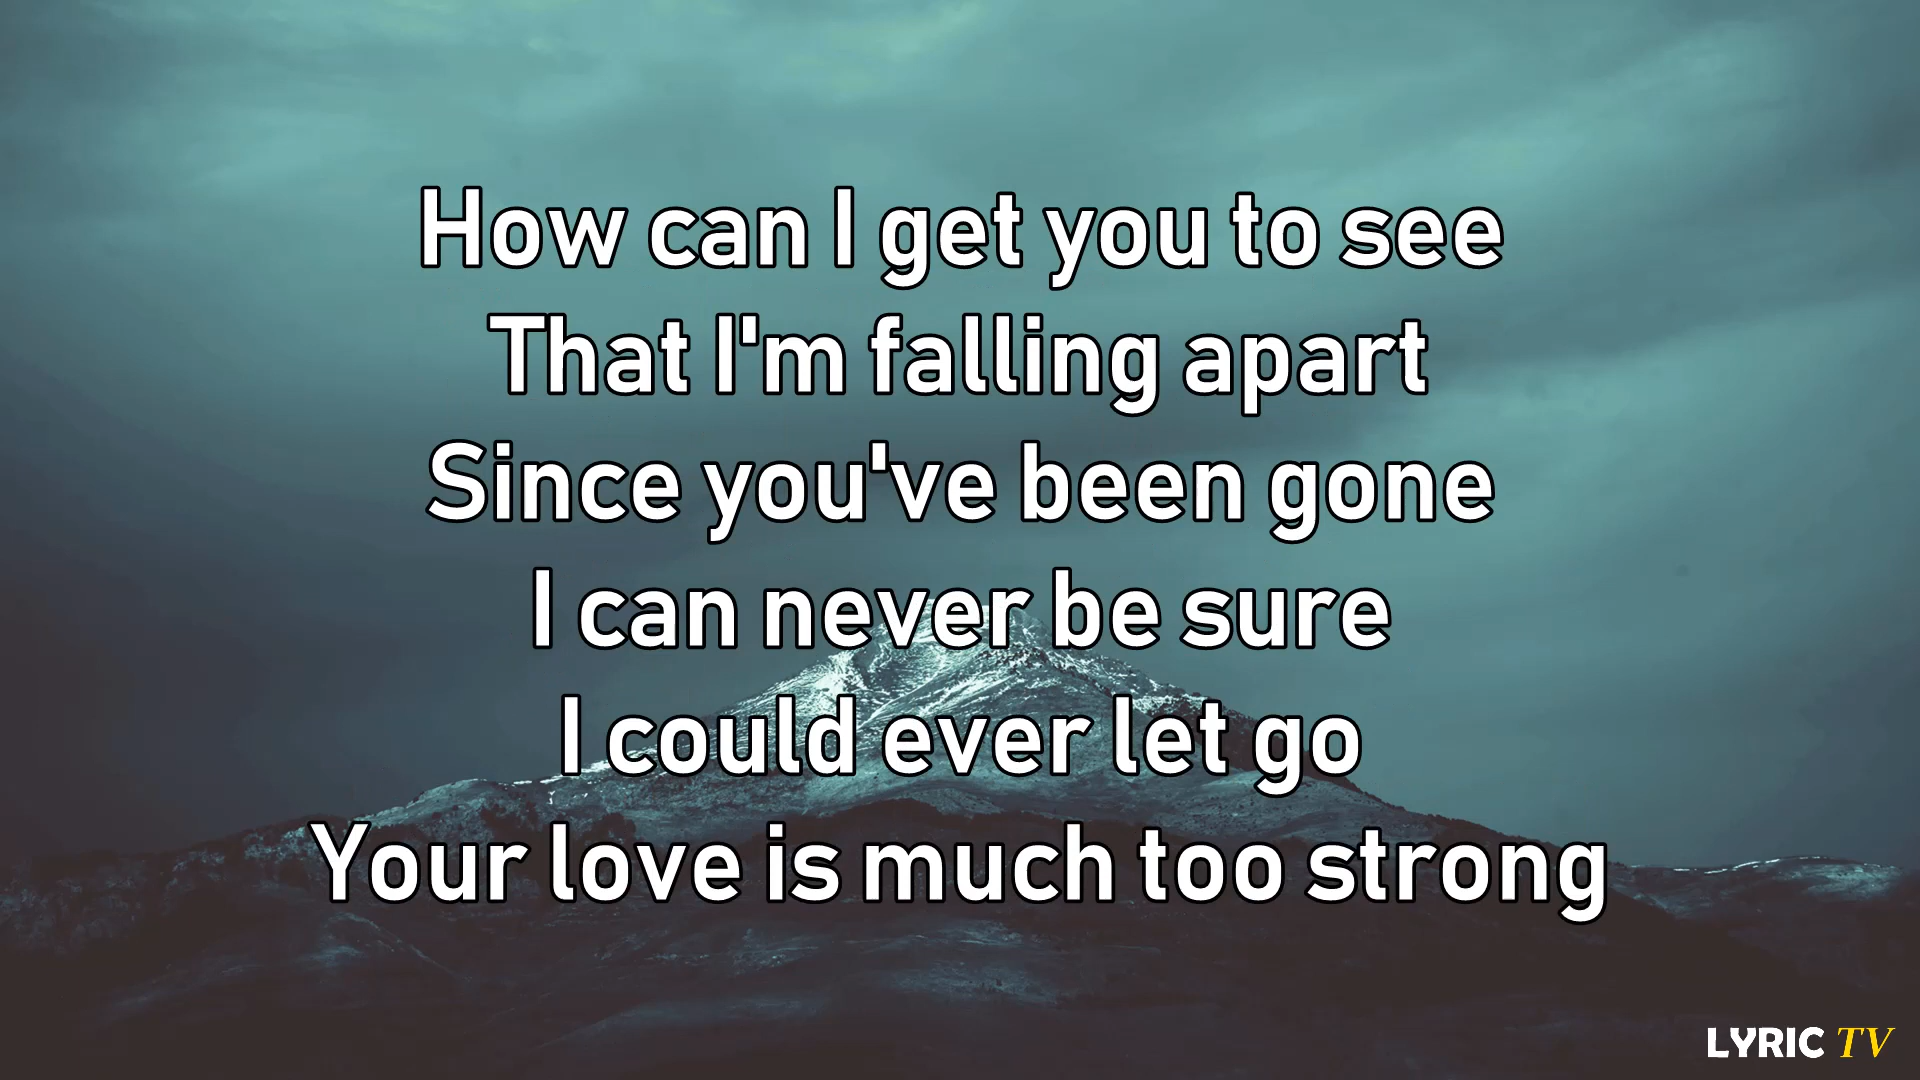 How can I get you to see
That I'm falling apart
Since you've been gone
I can never be sure
I could ever let go
Your love is much too strong
LYRIC TV